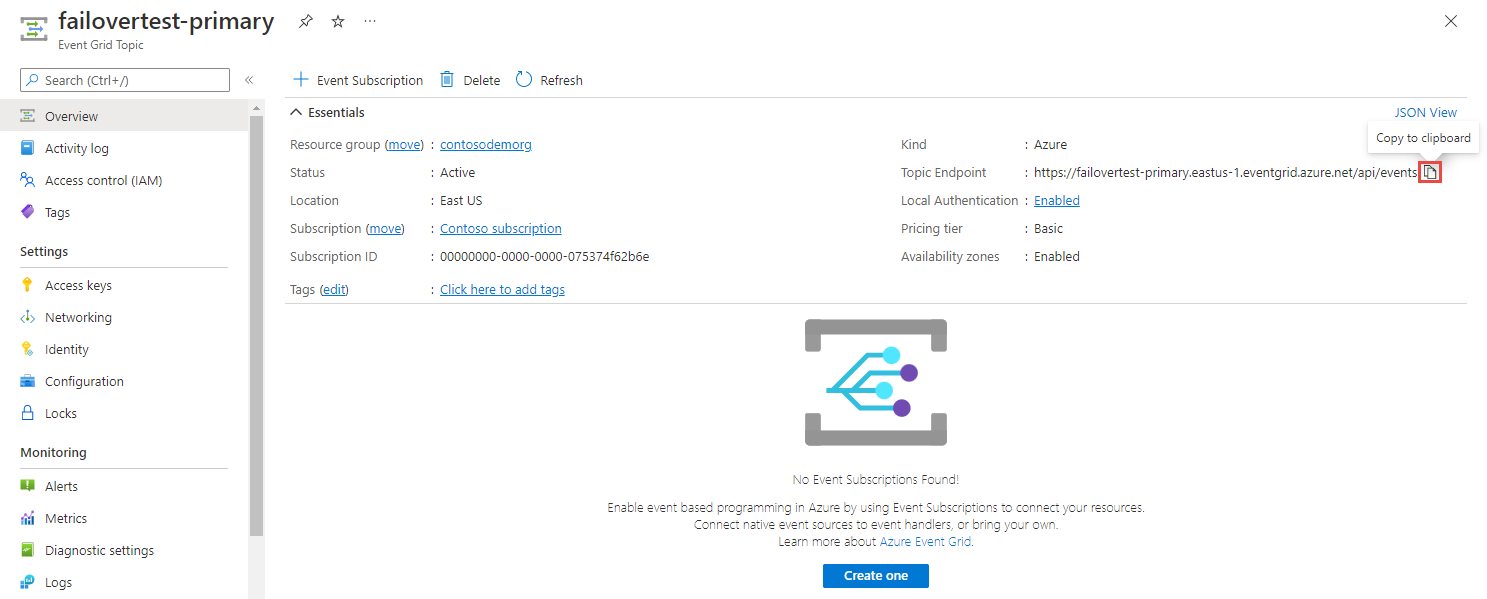 failovertest-primary
Event Grid Topic
Search (Ctrl+/)
«
Overview
Activity log
Access control (IAM)
Tags
Settings
Access keys
Networking
Identity
Configuration
Locks
Monitoring
Alerts
Metrics
Diagnostic settings
Logs
Event Subscription Delete Refresh
Essentials
JSON View
Copy to clipboard
Resource group (move) : contosodemorg
Status : Active
Location : East US
Subscription (move) : Contoso subscription
Subscription ID : 00000000-0000-0000-075374f62b6e
Tags (edit) : Click here to add tags
Kind : Azure
Topic Endpoint : https://failovertest-primary.eastus-1.eventgrid.azure.net/api/events
Local Authentication : Enabled
Pricing tier : Basic
Availability zones : Enabled
No Event Subscriptions Found!
Enable event based programming in Azure by using Event Subscriptions to connect your resources.
Connect native event sources to event handlers, or bring your own.
Learn more about Azure Event Grid.
Create one